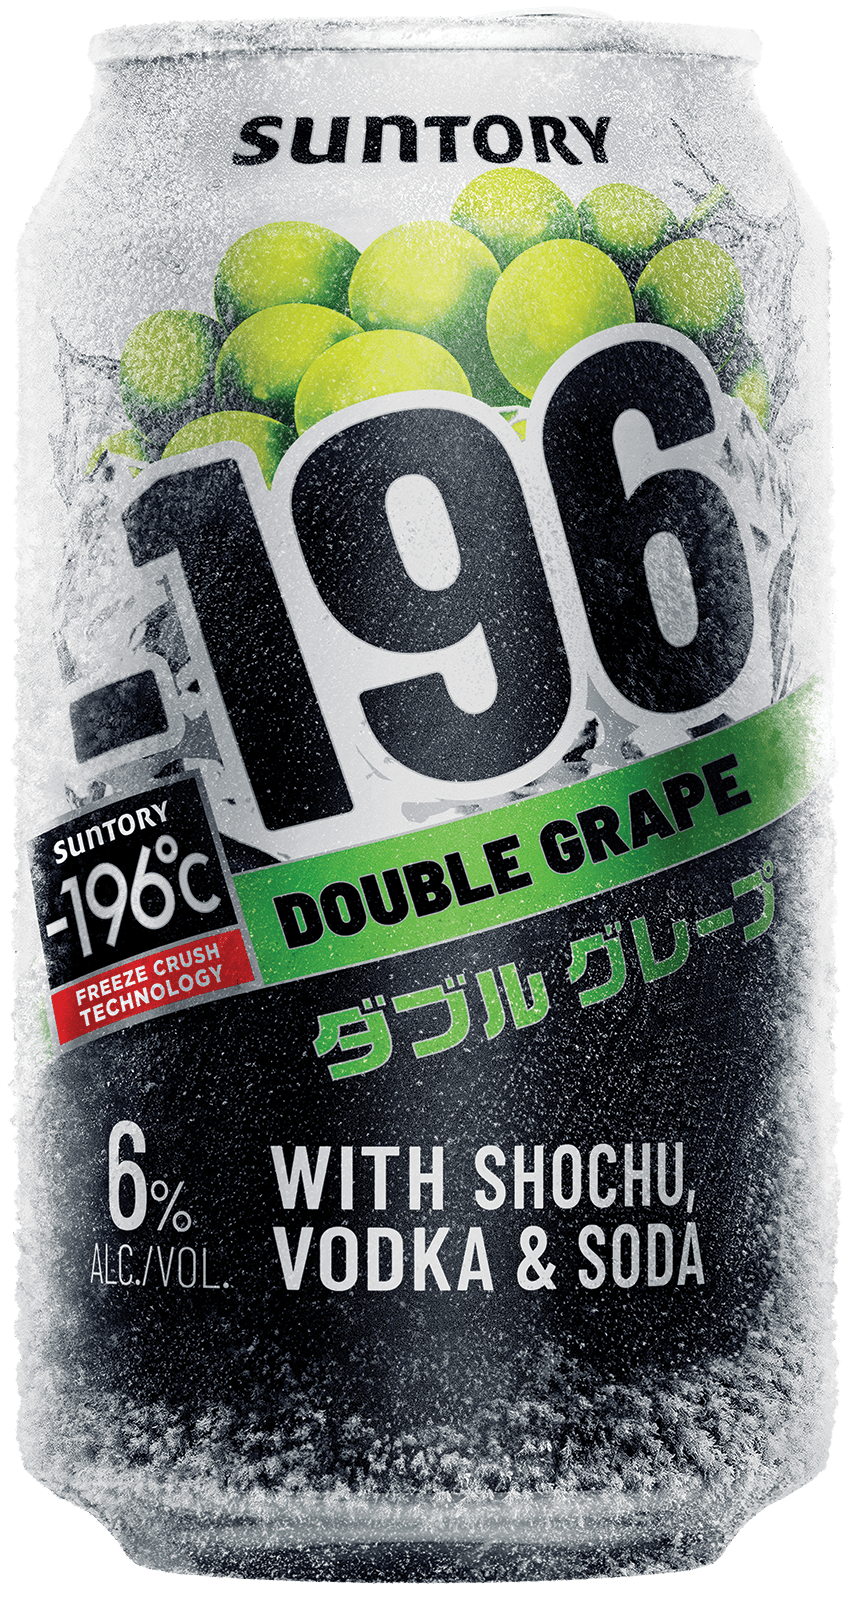 SUNTORY
-196
DOUBLE GRAPE
ダブルグレープ
SUNTORY
-196°C
FREEZE CRUSH
TECHNOLOGY
6%
ALC./VOL.
WITH SHOCHU,
VODKA & SODA